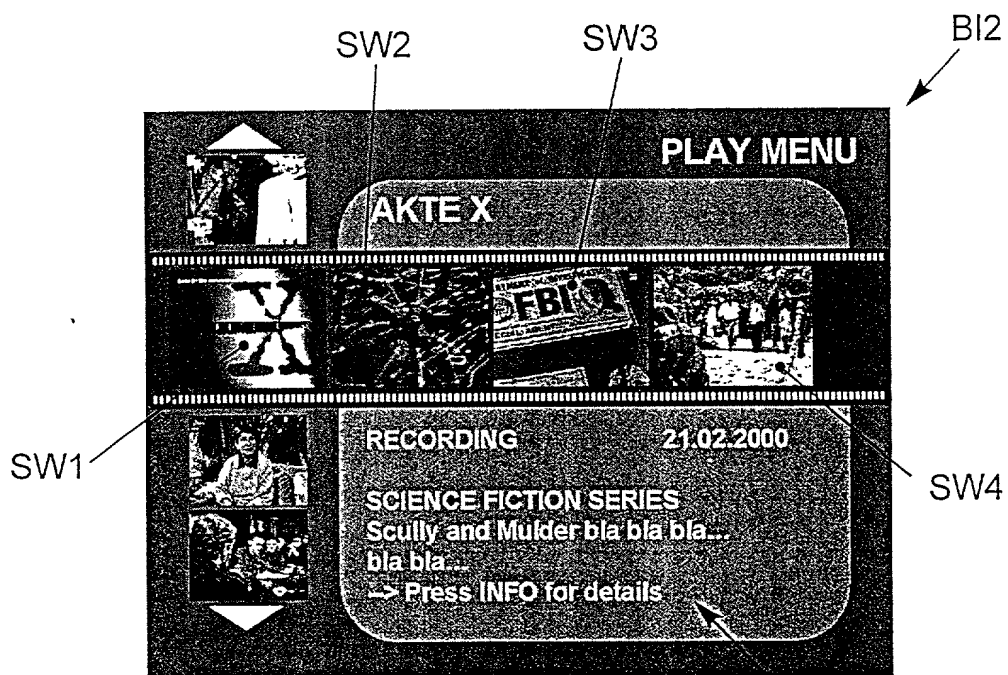 SW2
SW3
BI2
PLAY MENU
AKTE X
X
FBI
SW1
RECORDING 21.02.2000
SW4
SCIENCE FICTION SERIES
Scully and Mulder bla bla bla...
bla bla...
--> Press INFO for details